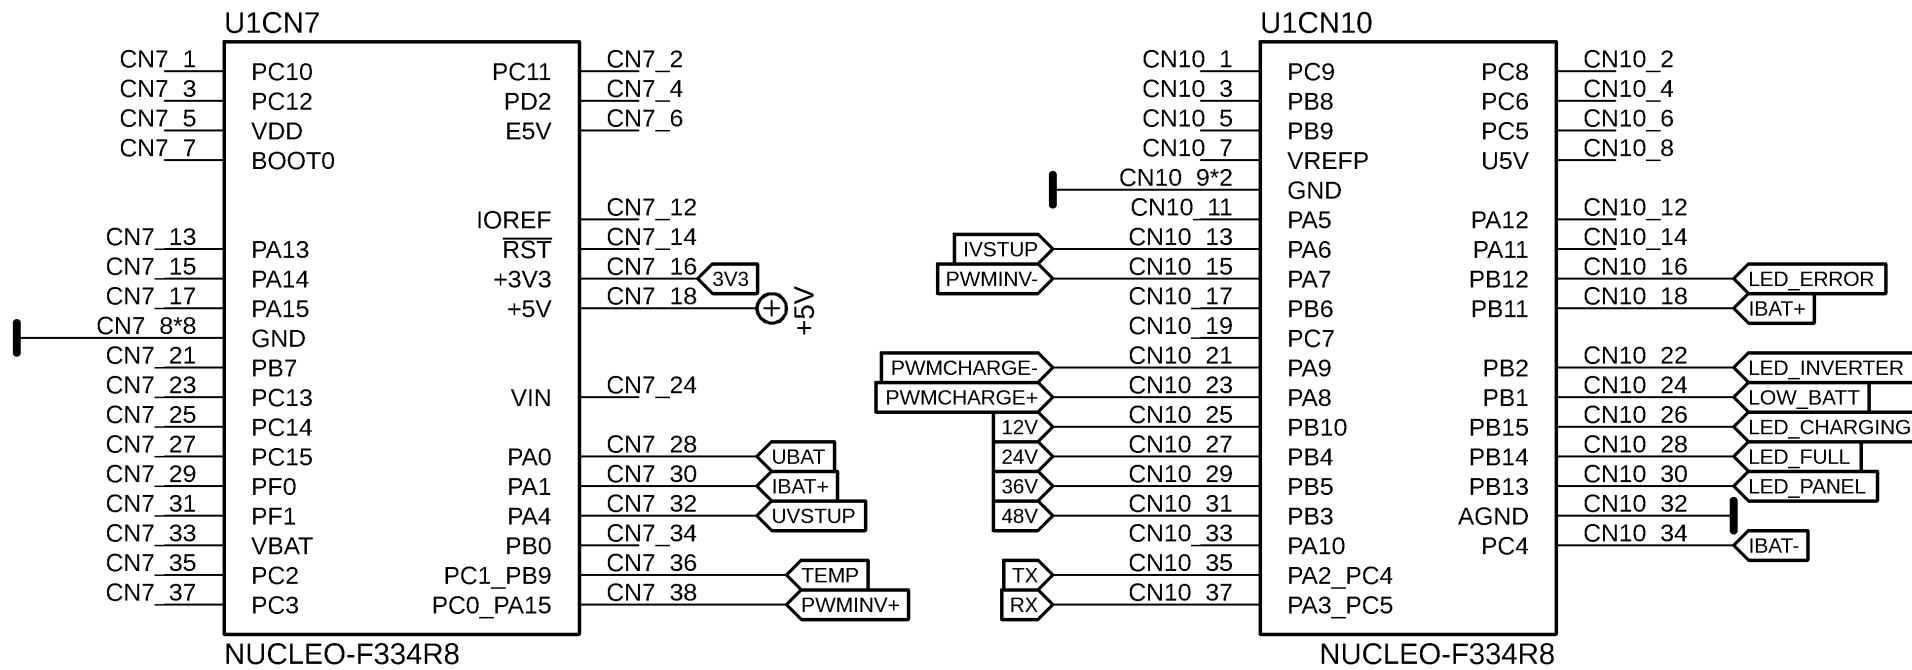 U1CN7
CN7_1 PC10 PC11 CN7_2
CN7_3 PC12 PD2 CN7_4
CN7_5 VDD E5V CN7_6
CN7_7 BOOT0
IOREF CN7_12
CN7_13 PA13 RST CN7_14
CN7_15 PA14 +3V3 CN7_16 3V3
CN7_17 PA15 +5V CN7_18 +5V
CN7_8*8 GND
CN7_21 PB7
CN7_23 PC13 VIN CN7_24
CN7_25 PC14
CN7_27 PC15 PA0 CN7_28 UBAT
CN7_29 PF0 PA1 CN7_30 IBAT+
CN7_31 PF1 PA4 CN7_32 UVSTUP
CN7_33 VBAT PB0 CN7_34
CN7_35 PC2 PC1_PB9 CN7_36 TEMP
CN7_37 PC3 PC0_PA15 CN7_38 PWMINV+
NUCLEO-F334R8
U1CN10
CN10_1 PC9 PC8 CN10_2
CN10_3 PB8 PC6 CN10_4
CN10_5 PB9 PC5 CN10_6
CN10_7 VREFP U5V CN10_8
CN10_9*2 GND
CN10_11 PA5 PA12 CN10_12
IVSTUP CN10_13 PA6 PA11 CN10_14
PWMINV- CN10_15 PA7 PB12 CN10_16 LED_ERROR
CN10_17 PB6 PB11 CN10_18 IBAT+
CN10_19 PC7
PWMCHARGE- CN10_21 PA9 PB2 CN10_22 LED_INVERTER
PWMCHARGE+ CN10_23 PA8 PB1 CN10_24 LOW_BATT
12V CN10_25 PB10 PB15 CN10_26 LED_CHARGING
24V CN10_27 PB4 PB14 CN10_28 LED_FULL
36V CN10_29 PB5 PB13 CN10_30 LED_PANEL
48V CN10_31 PB3 AGND CN10_32
CN10_33 PA10 PC4 CN10_34 IBAT-
TX CN10_35 PA2_PC4
RX CN10_37 PA3_PC5
NUCLEO-F334R8